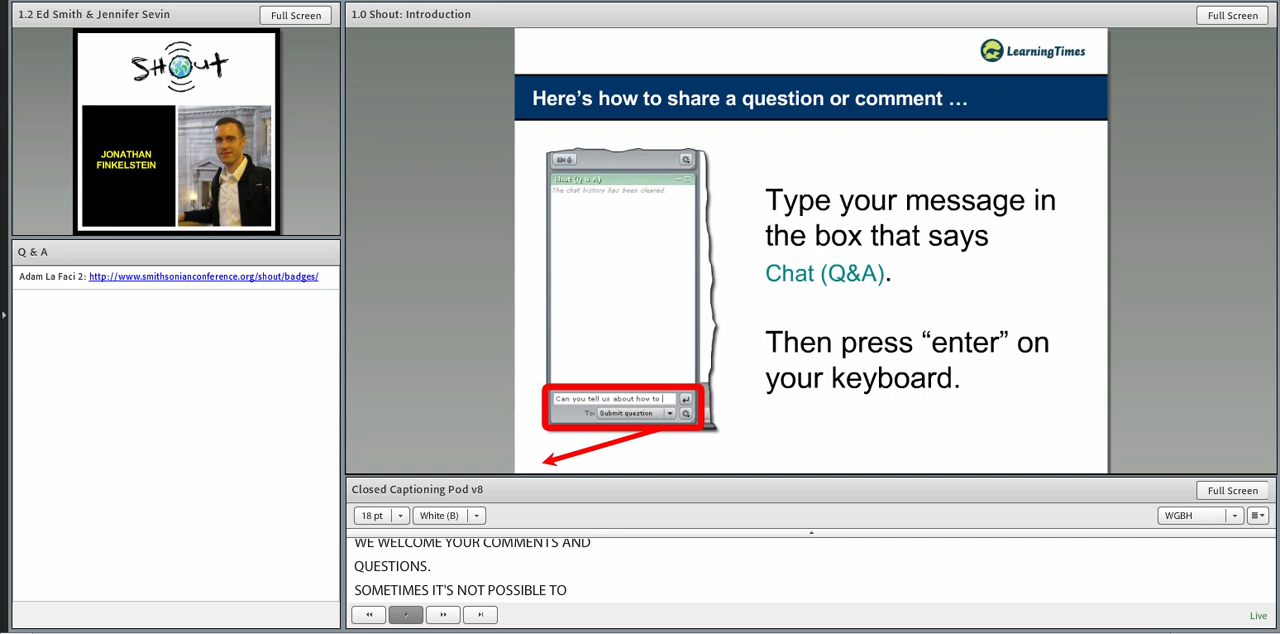 1.2 Ed Smith & Jennifer Sevin
Full Screen
SHOUT
JONATHAN
FINKELSTEIN
Q & A
Adam La Faci 2: http://www.smithsonianconference.org/shout/badges/
1.0 Shout: Introduction
Full Screen
LearningTimes
Here's how to share a question or comment …
Chat (Q & A)
The chat history has been cleared.
Can you tell us about how to
To: Submit question
Type your message in
the box that says
Chat (Q&A).
Then press “enter” on
your keyboard.
Closed Captioning Pod v8
Full Screen
18 pt
White (B)
WGBH
WE WELCOME YOUR COMMENTS AND
QUESTIONS.
SOMETIMES IT'S NOT POSSIBLE TO
Live